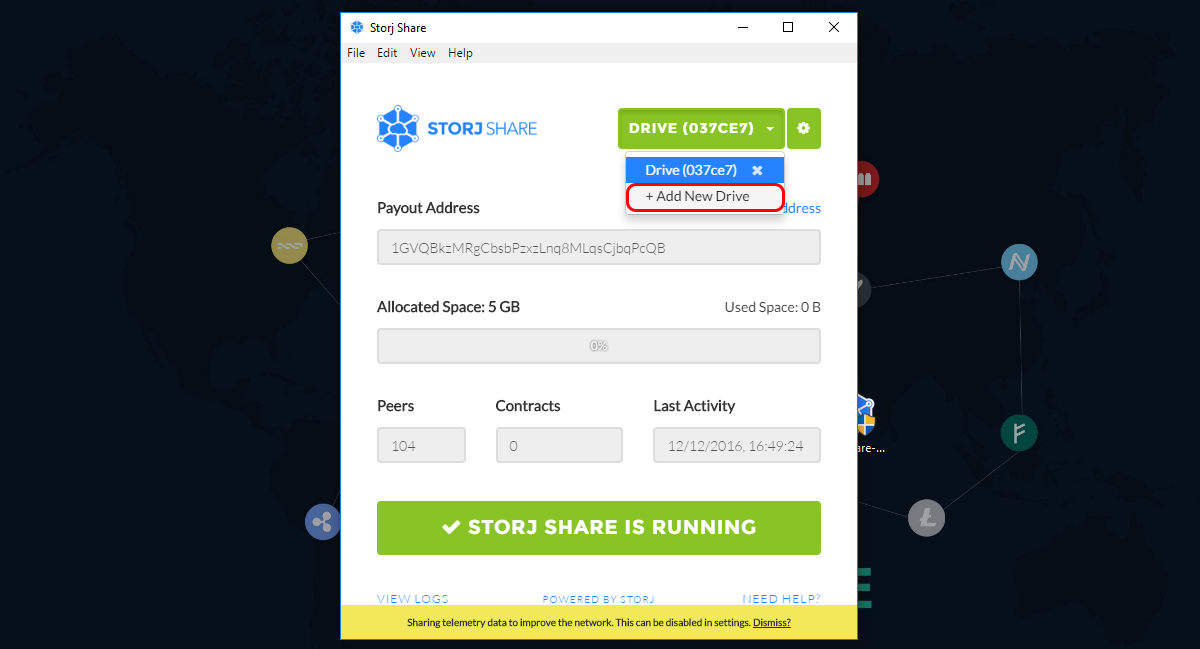 Storj Share
File Edit View Help
STORJ SHARE
DRIVE (037CE7)
Drive (037ce7) ✖
+ Add New Drive
Payout Address
ddress
1GVQBkzMRgCbsbPzxzLnq8MLqsCjbqPcQB
Allocated Space: 5 GB Used Space: 0 B
0%
Peers Contracts Last Activity
104 0 12/12/2016, 16:49:24
are-...
✔ STORJ SHARE IS RUNNING
VIEW LOGS POWERED BY STORJ NEED HELP?
Sharing telemetry data to improve the network. This can be disabled in settings. Dismiss?